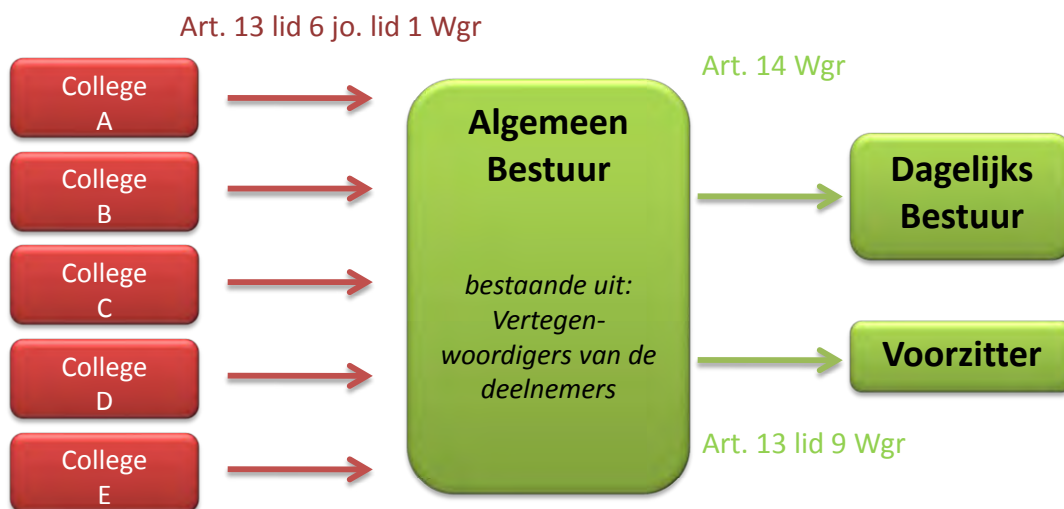 Art. 13 lid 6 jo. lid 1 Wgr
College
A
College
B
College
C
College
D
College
E
Algemeen
Bestuur
bestaande uit:
Vertegen-
woordigers van de
deelnemers
Art. 14 Wgr
Dagelijks
Bestuur
Voorzitter
Art. 13 lid 9 Wgr